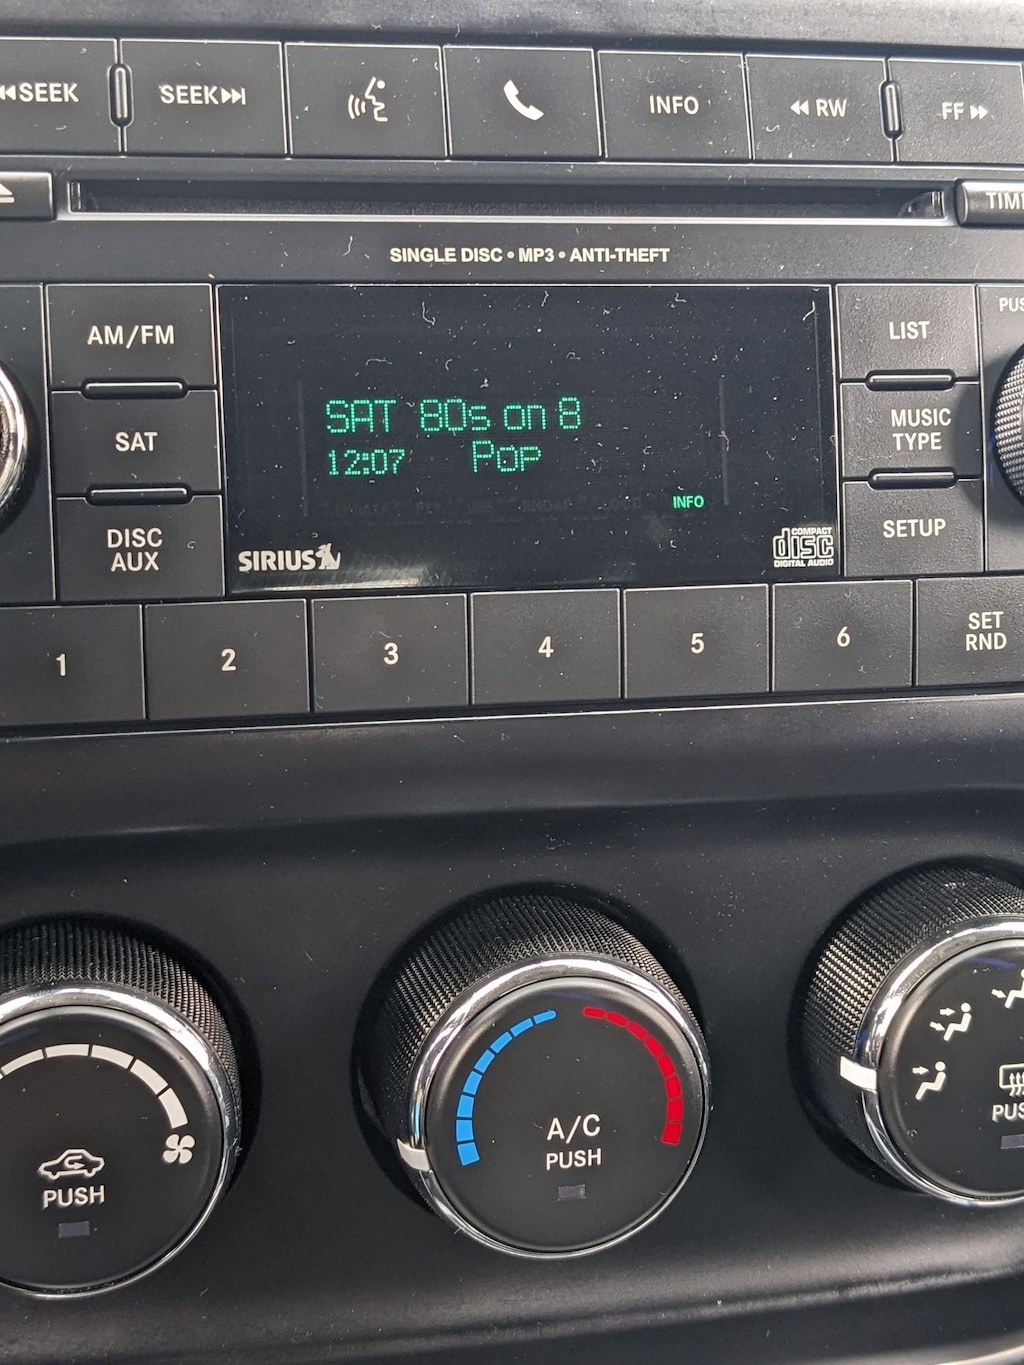 SEEK
SEEK
INFO
RW
FF
SINGLE DISC • MP3 • ANTI-THEFT
AM/FM
LIST
SAT 80s on 8
12:07 Pop
SAT
MUSIC
TYPE
INFO
DISC
AUX
SETUP
SIRIUS
COMPACT
disc
DIGITAL AUDIO
1
2
3
4
5
6
SET
RND
A/C
PUSH
PUSH